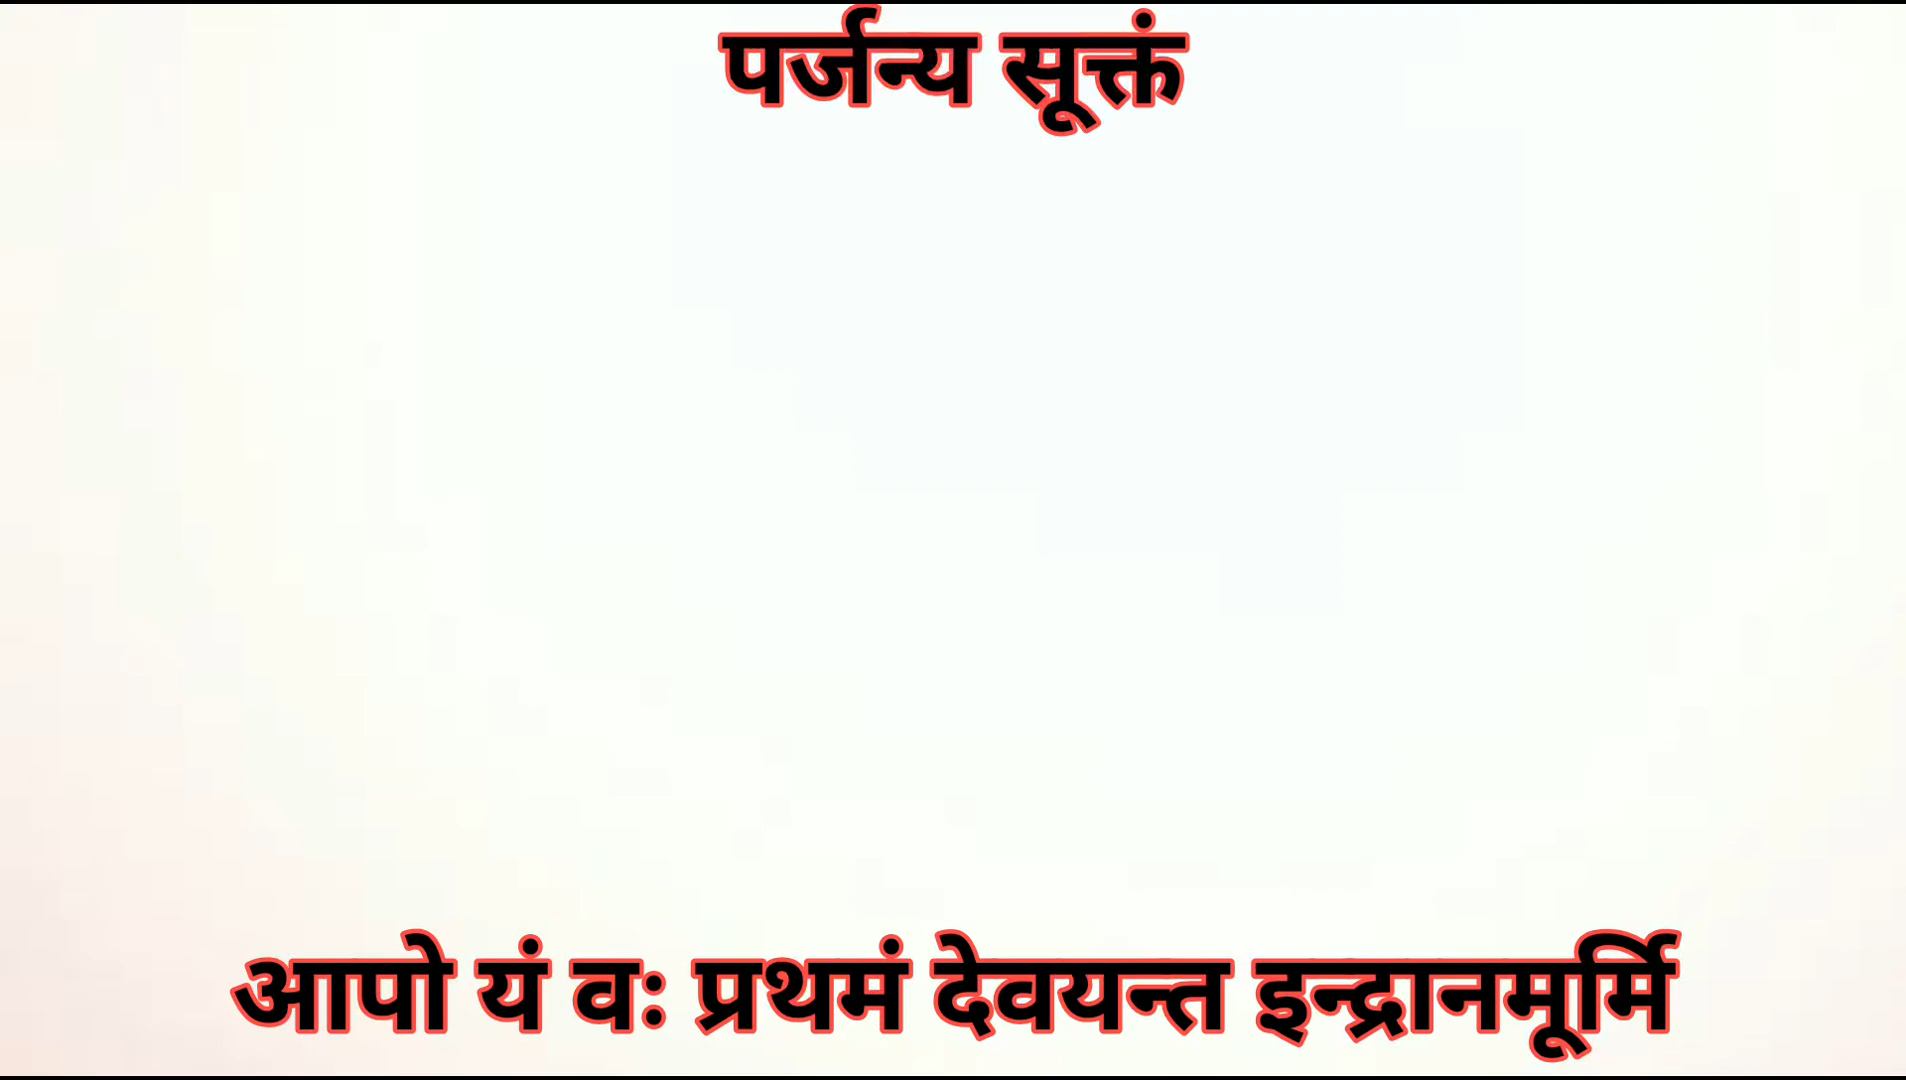 पर्जन्य सूक्तं
आपो यं वः प्रथमं देवयन्त इन्द्रानमूर्मि